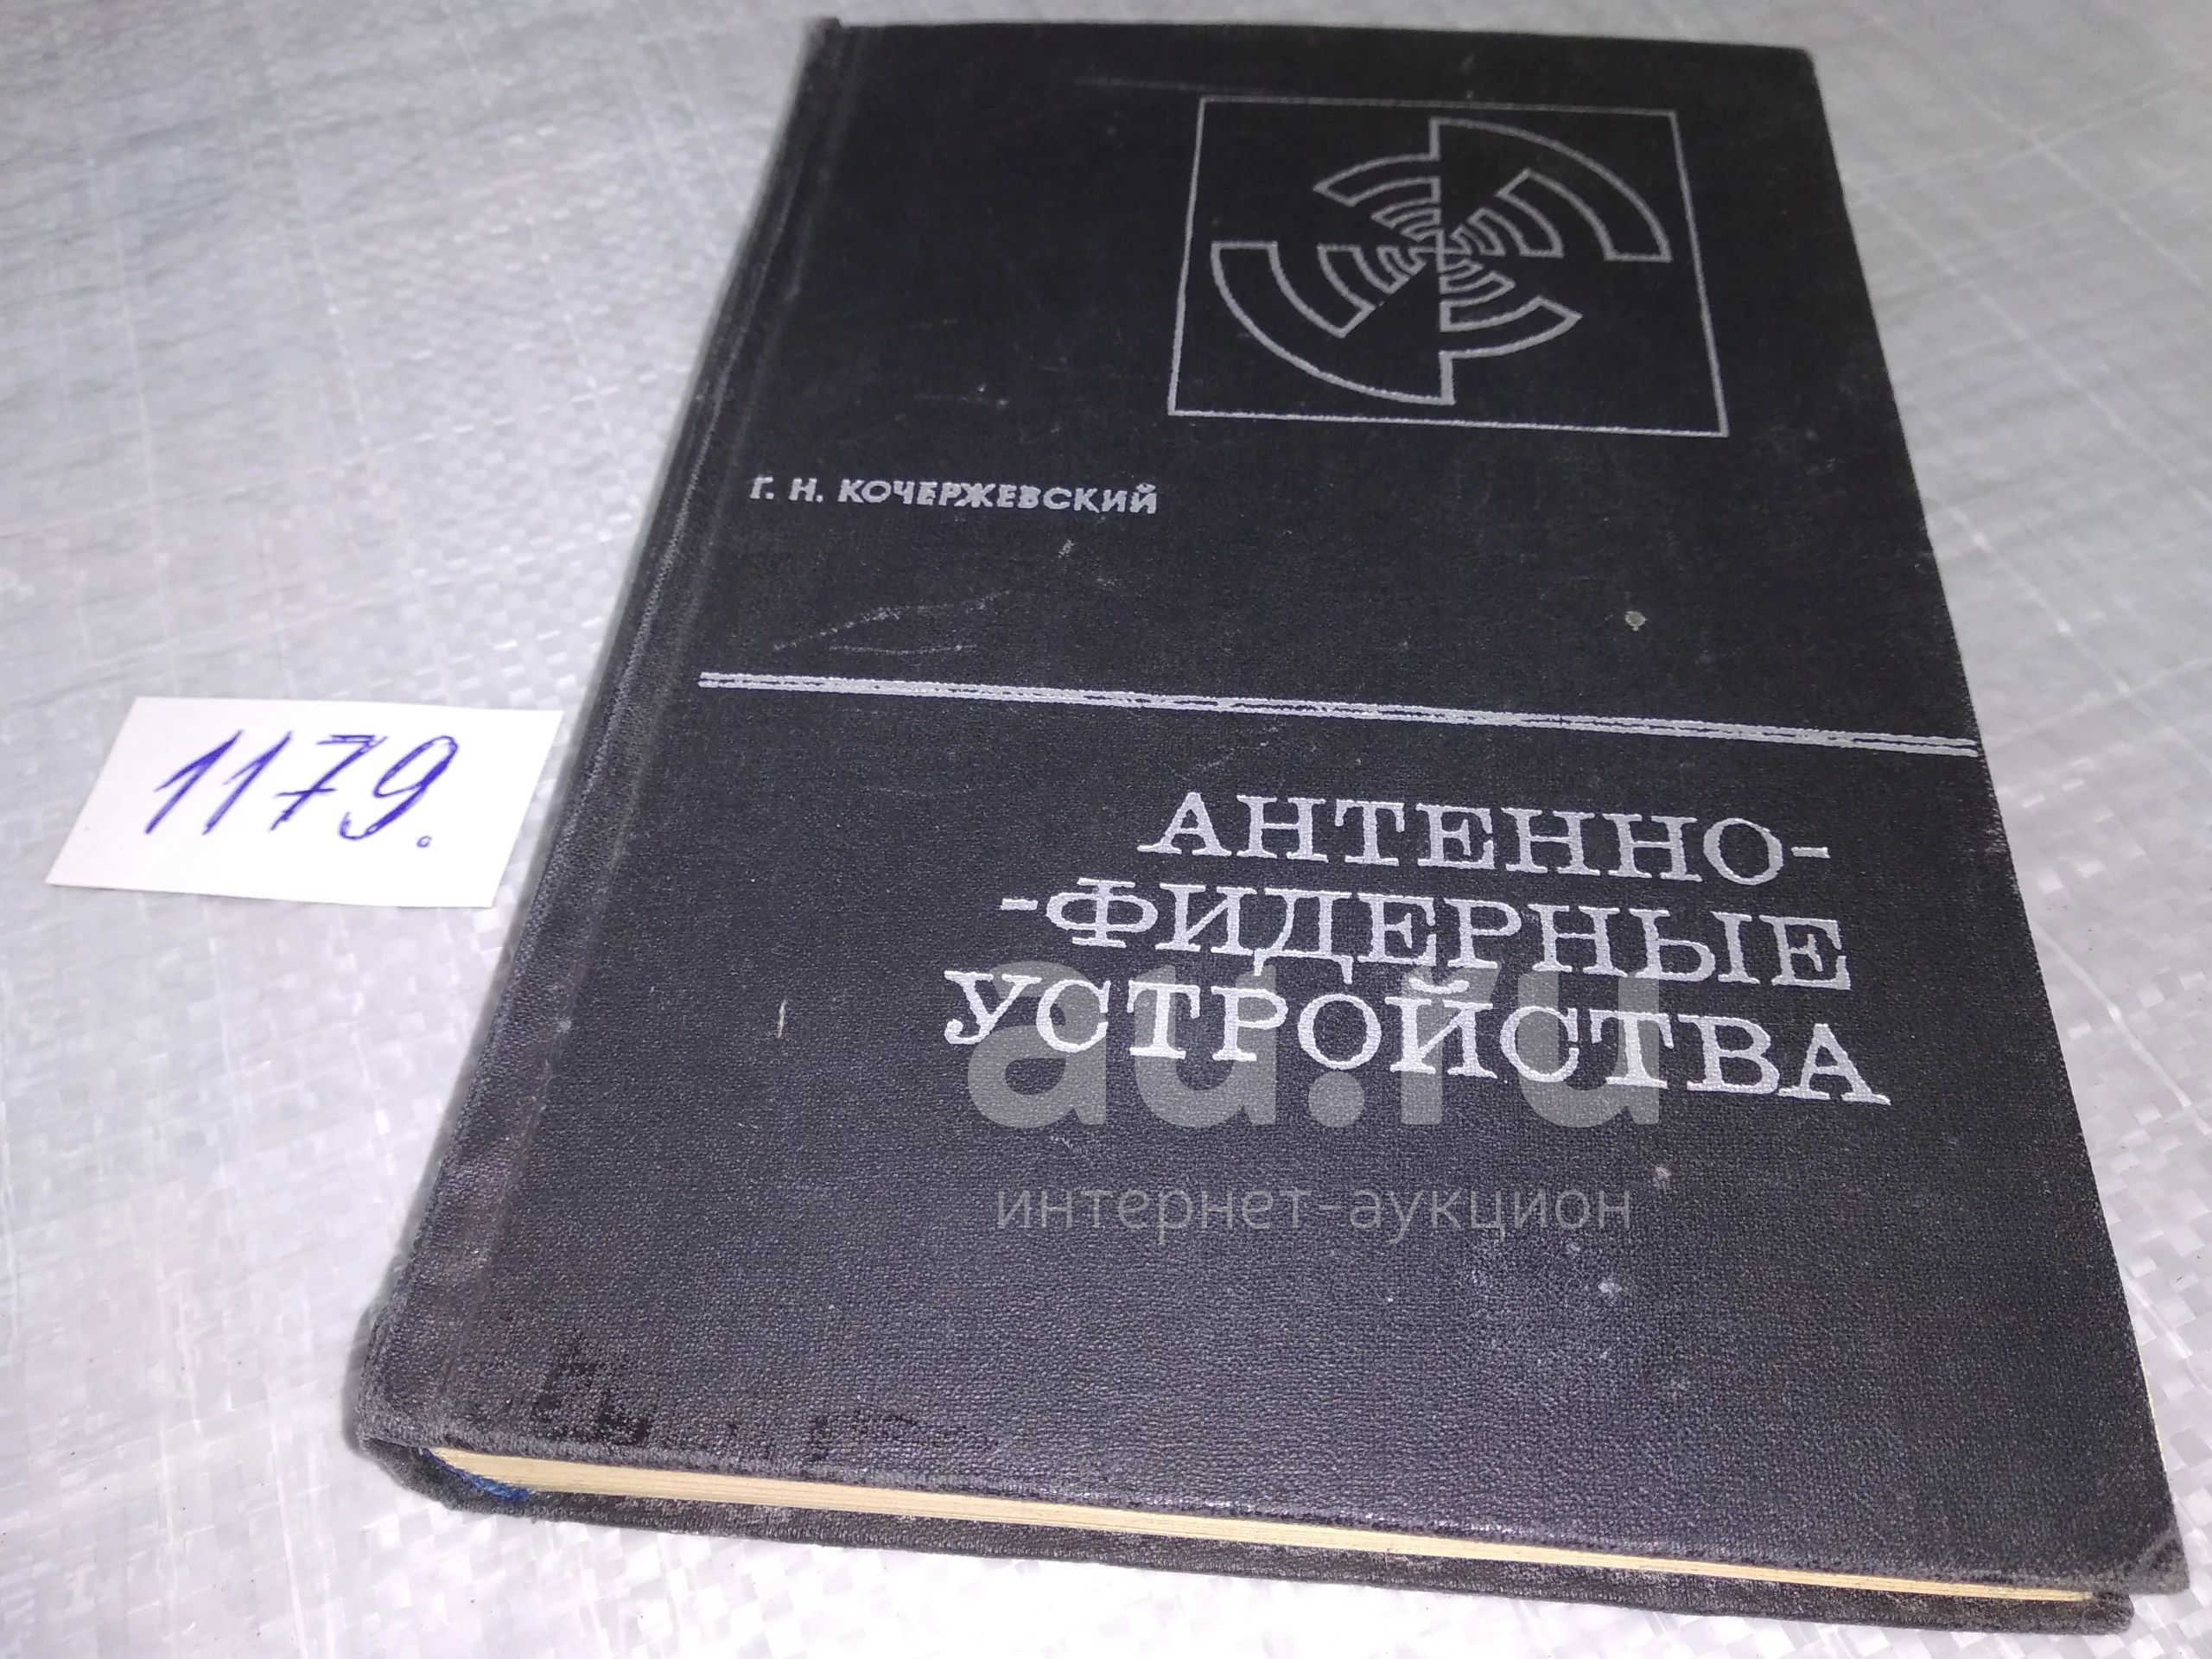 Г. Н. КОЧЕРЖЕВСКИЙ
1179.
АНТЕННО-
-ФИДЕРНЫЕ
УСТРОЙСТВА
au.ru
интернет-аукцион